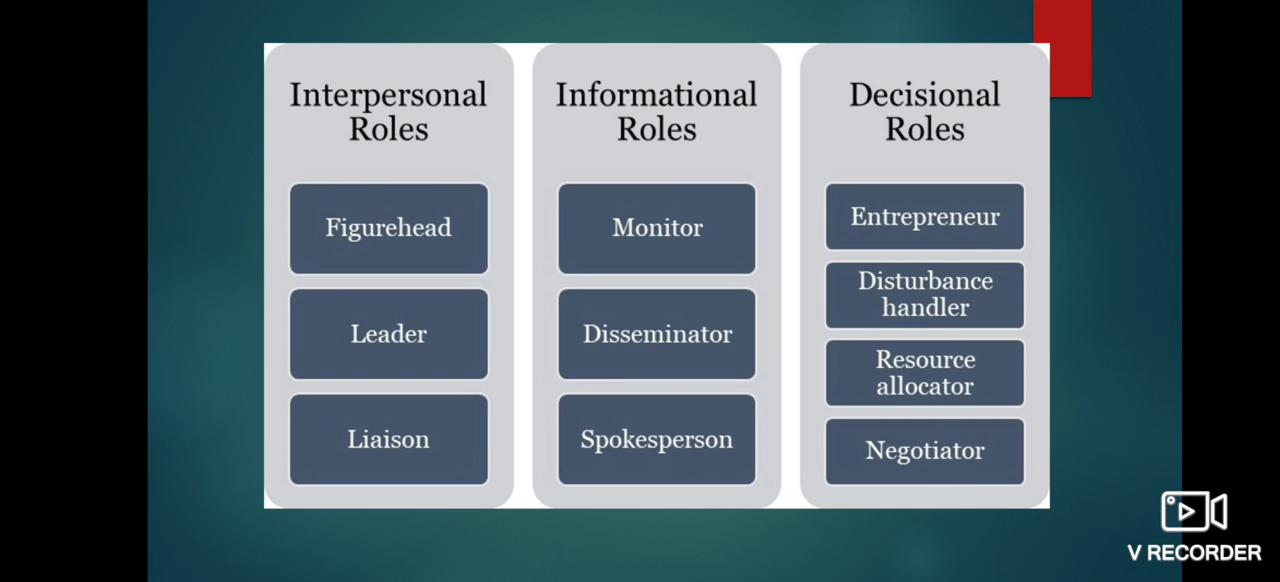 Interpersonal
Roles
Figurehead
Leader
Liaison
Informational
Roles
Monitor
Disseminator
Spokesperson
Decisional
Roles
Entrepreneur
Disturbance
handler
Resource
allocator
Negotiator
V RECORDER